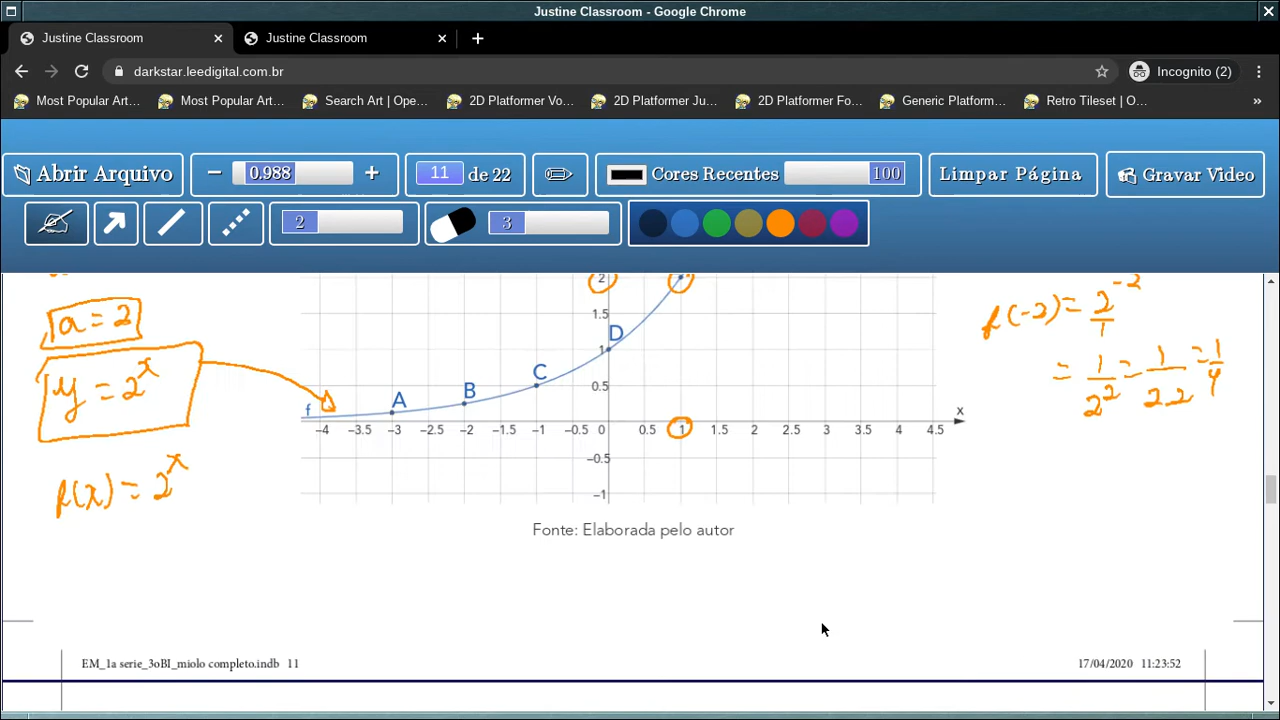 Justine Classroom - Google Chrome
Justine Classroom
Justine Classroom
darkstar.leedigital.com.br
Incognito (2)
Most Popular Art...
Most Popular Art...
Search Art | Ope...
2D Platformer Vo...
2D Platformer Ju...
2D Platformer Fo...
Generic Platform...
Retro Tileset | O...
»
Abrir Arquivo
− 0.988 +
11 de 22
Cores Recentes 100
Limpar Página
Gravar Video
2
3
a = 2
y = 2^x
f(x) = 2^x
2
1.5
1
0.5
−0.5
−1
A
B
C
D
f
x
−4 −3.5 −3 −2.5 −2 −1.5 −1 −0.5 0 0.5 1 1.5 2 2.5 3 3.5 4 4.5
f(-2) = 2^-2
1
= 1/2^2 = 1/2.2 = 1/4
Fonte: Elaborada pelo autor
EM_1a serie_3oBI_miolo completo.indb 11
17/04/2020 11:23:52